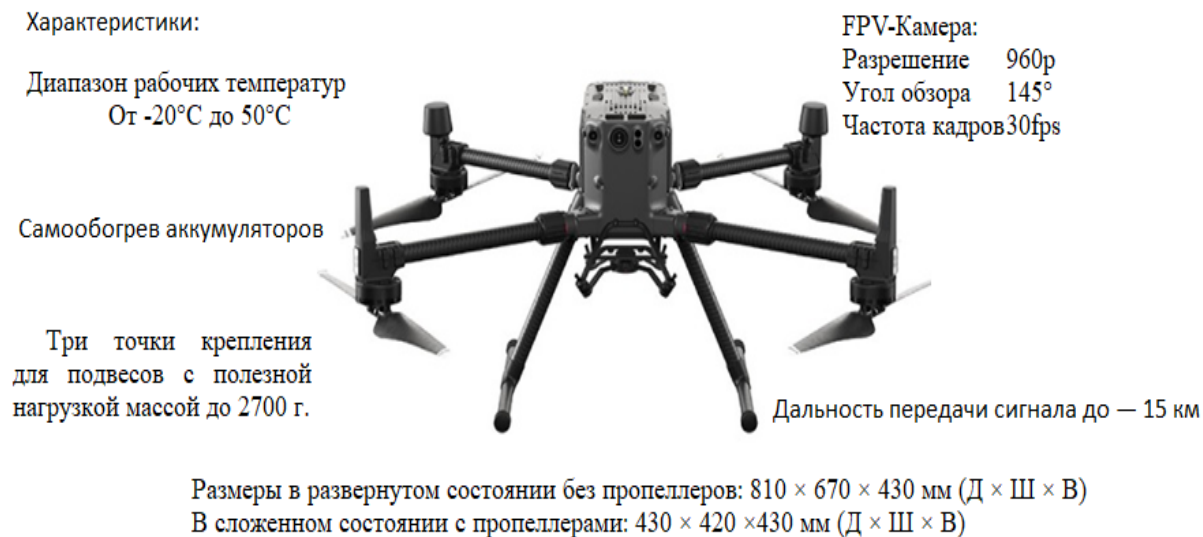 Характеристики:
Диапазон рабочих температур
От -20°C до 50°C
Самообогрев аккумуляторов
Три точки крепления
для подвесов с полезной
нагрузкой массой до 2700 г.
FPV-Камера:
Разрешение 960p
Угол обзора 145°
Частота кадров30fps
Дальность передачи сигнала до — 15 км
Размеры в развернутом состоянии без пропеллеров: 810 × 670 × 430 мм (Д × Ш × В)
В сложенном состоянии с пропеллерами: 430 × 420 ×430 мм (Д × Ш × В)